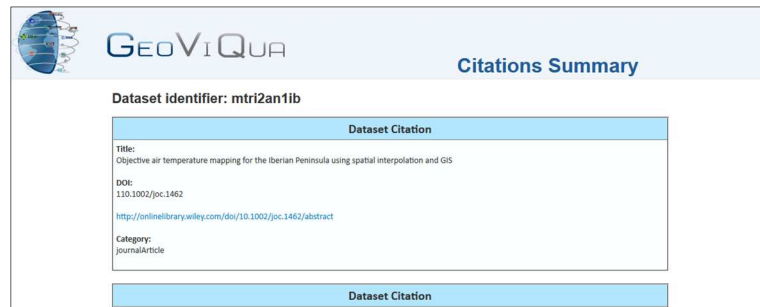 GEOVIQUA
Citations Summary
Dataset identifier: mtri2an1ib
Dataset Citation
Title:
Objective air temperature mapping for the Iberian Peninsula using spatial interpolation and GIS
DOI:
110.1002/joc.1462
http://onlinelibrary.wiley.com/doi/10.1002/joc.1462/abstract
Category:
journalArticle
Dataset Citation